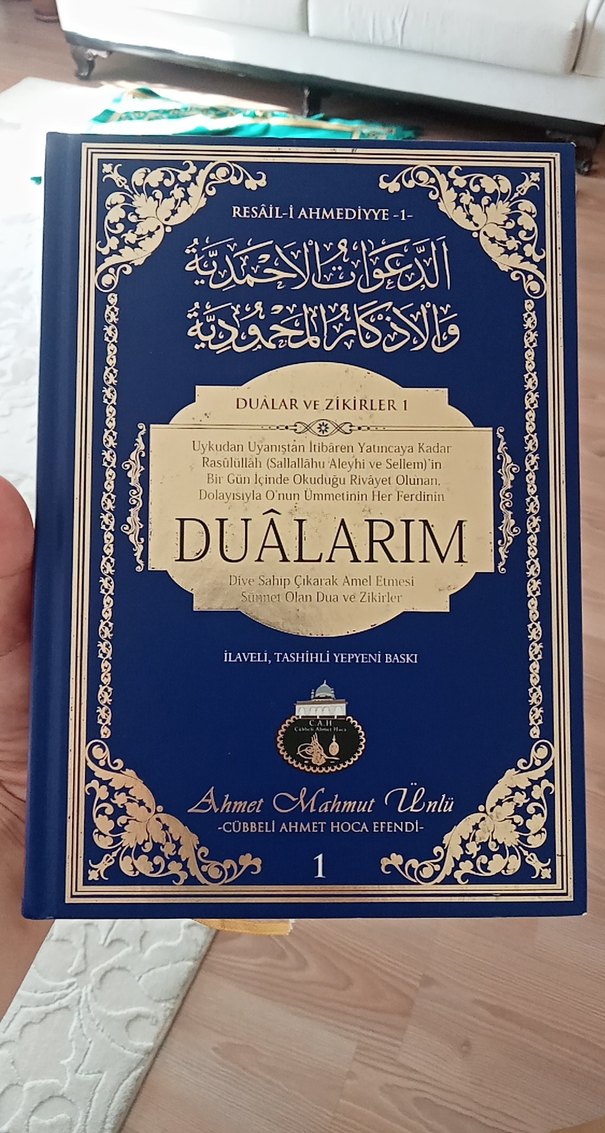 RESÂİL-İ AHMEDİYYE -1-
الدَّعَوَاتُ الْاَحْمَدِيَّةُ
وَالْاَذْكَارُ الْمَحْمُودِيَّةُ
DUÂLAR VE ZİKİRLER 1
Uykudan Uyanıştan İtibâren Yatıncaya Kadar
Rasûlüllâh (Sallallâhu Aleyhi ve Sellem)'in
Bir Gün İçinde Okuduğu Rivâyet Olunan,
Dolayısıyla O'nun Ümmetinin Her Ferdinin
DUÂLARIM
Diye Sahip Çıkarak Amel Etmesi
Sünnet Olan Dua ve Zikirler
İLAVELİ, TASHİHLİ YEPYENİ BASKI
C.A.H
Cübbeli Ahmet Hoca
Ahmet Mahmut Ünlü
-CÜBBELİ AHMET HOCA EFENDİ-
1